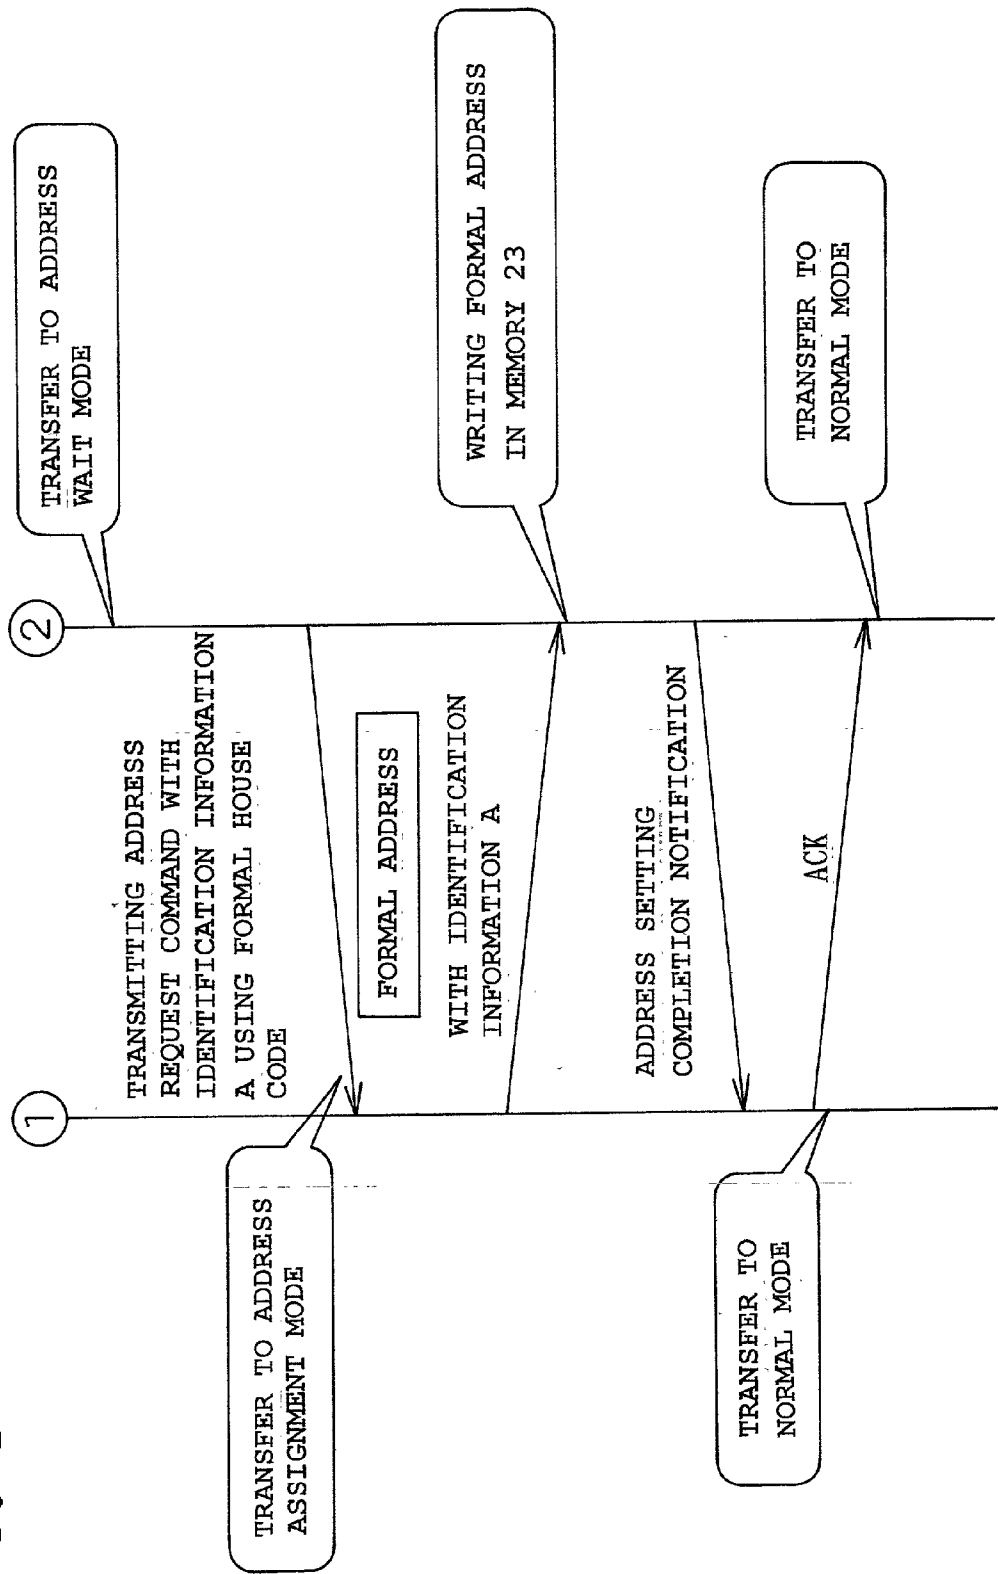 ①
②
TRANSFER TO ADDRESS
WAIT MODE
TRANSMITTING ADDRESS
REQUEST COMMAND WITH
IDENTIFICATION INFORMATION
A USING FORMAL HOUSE
CODE
TRANSFER TO ADDRESS
ASSIGNMENT MODE
FORMAL ADDRESS
WITH IDENTIFICATION
INFORMATION A
WRITING FORMAL ADDRESS
IN MEMORY 23
ADDRESS SETTING
COMPLETION NOTIFICATION
TRANSFER TO
NORMAL MODE
ACK
TRANSFER TO
NORMAL MODE